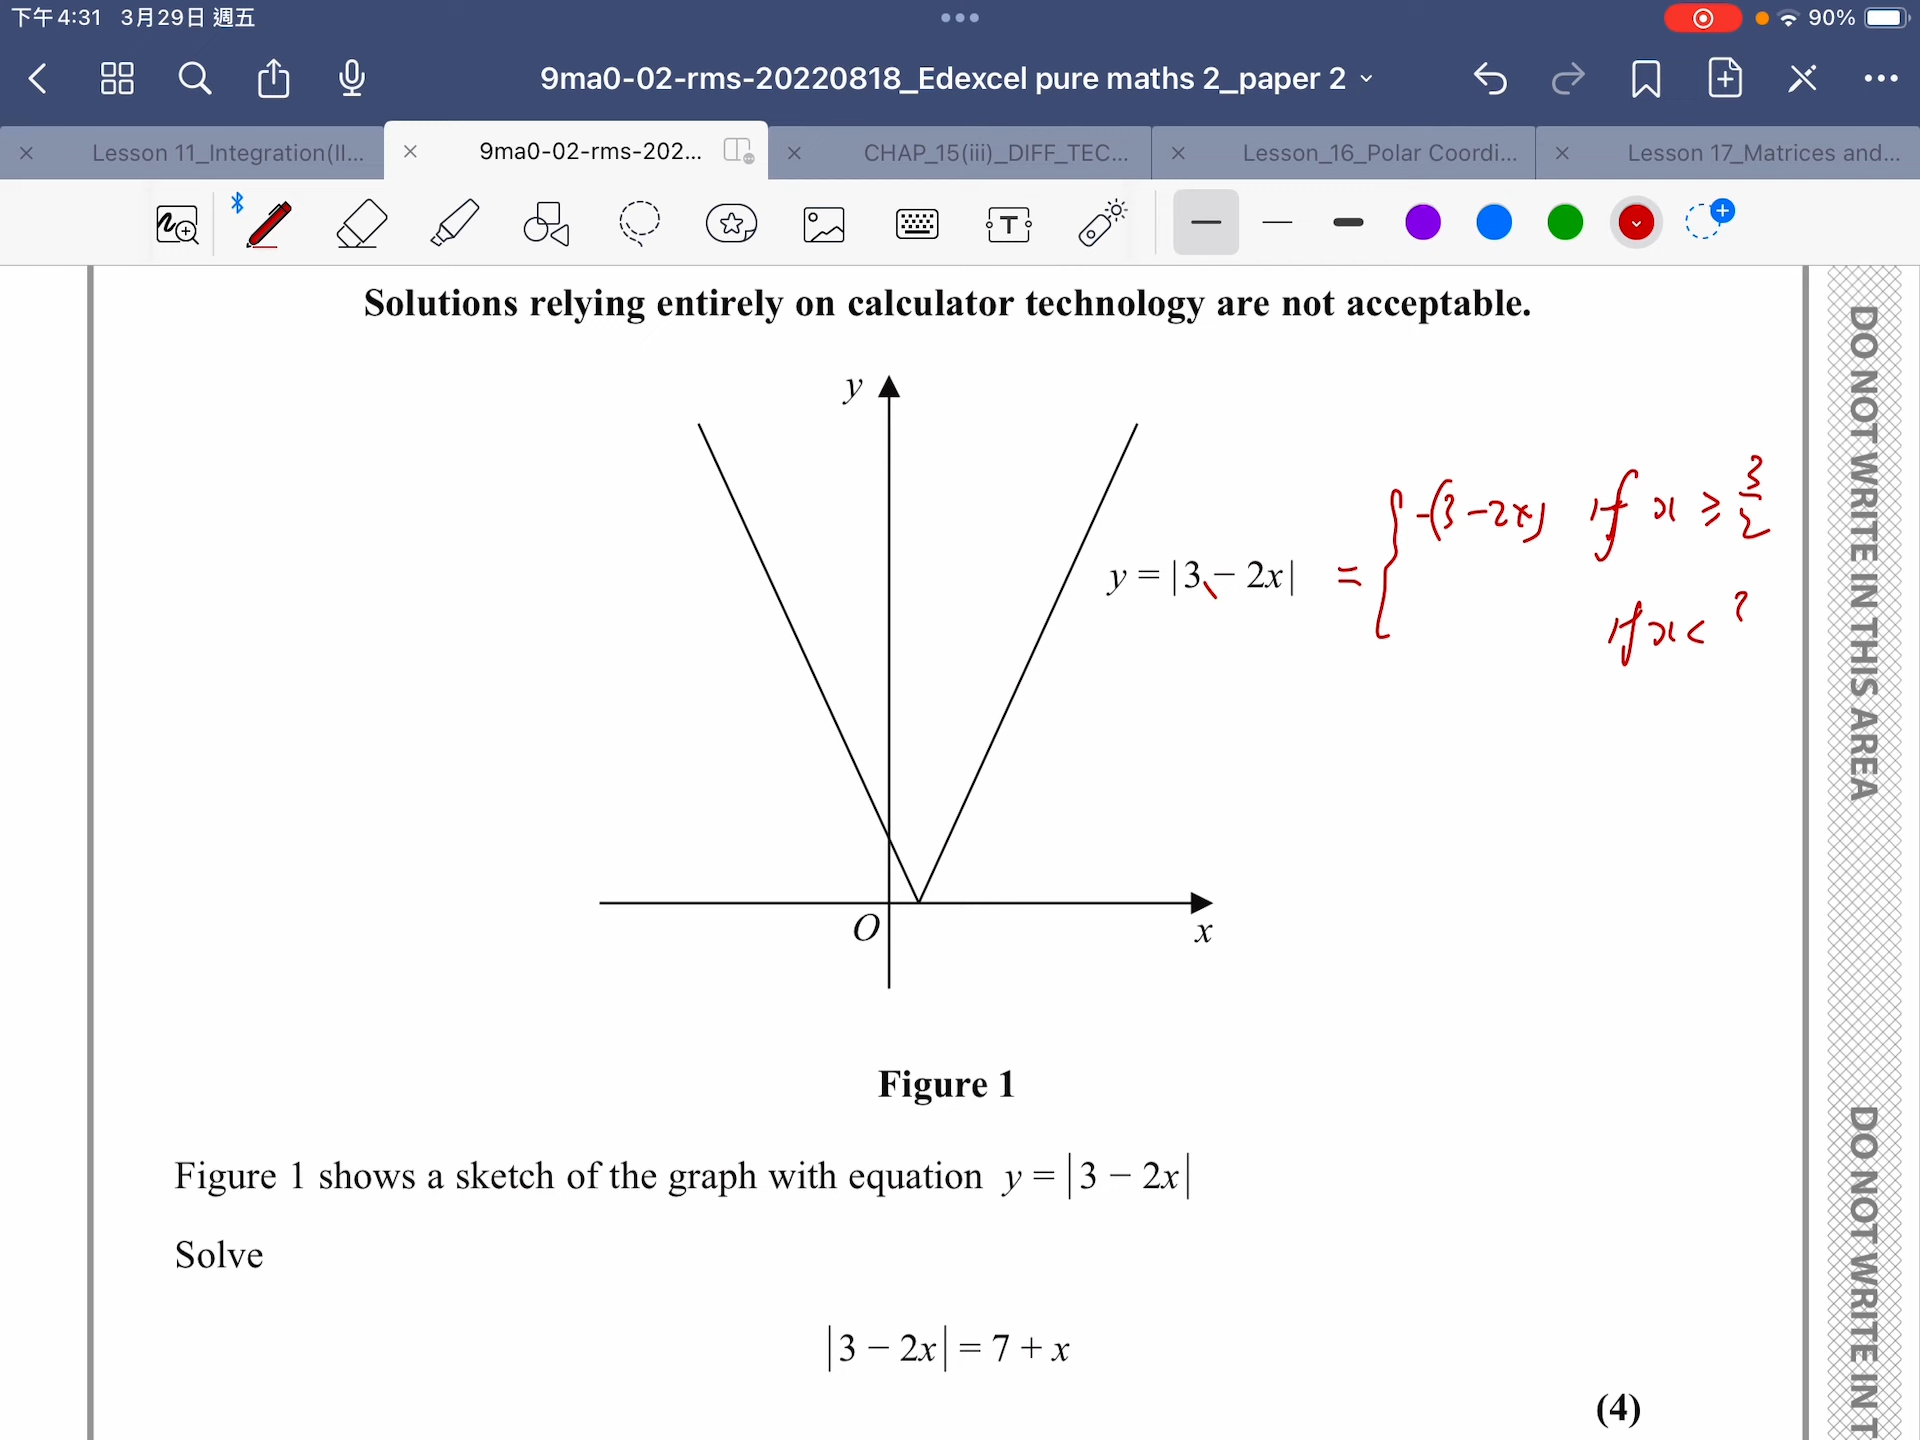 下午4:31 3月29日 週五
90%
9ma0-02-rms-20220818_Edexcel pure maths 2_paper 2
Lesson 11_Integration(II...
9ma0-02-rms-202...
CHAP_15(iii)_DIFF_TEC...
Lesson_16_Polar Coordi...
Lesson 17_Matrices and...
T
Solutions relying entirely on calculator technology are not acceptable.
y
y = |3 − 2x| = { -(3-2x) if x ≥ 3/2
if x <
O
x
Figure 1
Figure 1 shows a sketch of the graph with equation y = |3 − 2x|
Solve
|3 − 2x| = 7 + x
(4)
DO NOT WRITE IN THIS AREA
DO NOT WRITE IN T